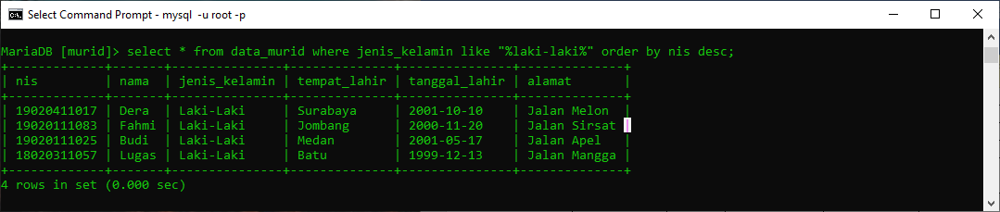 Select Command Prompt - mysql  -u root -p
MariaDB [murid]> select * from data_murid where jenis_kelamin like "%laki-laki%" order by nis desc;
+-------------+-------+---------------+--------------+---------------+--------------+
| nis         | nama  | jenis_kelamin | tempat_lahir | tanggal_lahir | alamat       |
+-------------+-------+---------------+--------------+---------------+--------------+
| 19020411017 | Dera  | Laki-Laki     | Surabaya     | 2001-10-10    | Jalan Melon  |
| 19020111083 | Fahmi | Laki-Laki     | Jombang      | 2000-11-20    | Jalan Sirsat |
| 19020111025 | Budi  | Laki-Laki     | Medan        | 2001-05-17    | Jalan Apel   |
| 18020311057 | Lugas | Laki-Laki     | Batu         | 1999-12-13    | Jalan Mangga |
+-------------+-------+---------------+--------------+---------------+--------------+
4 rows in set (0.000 sec)